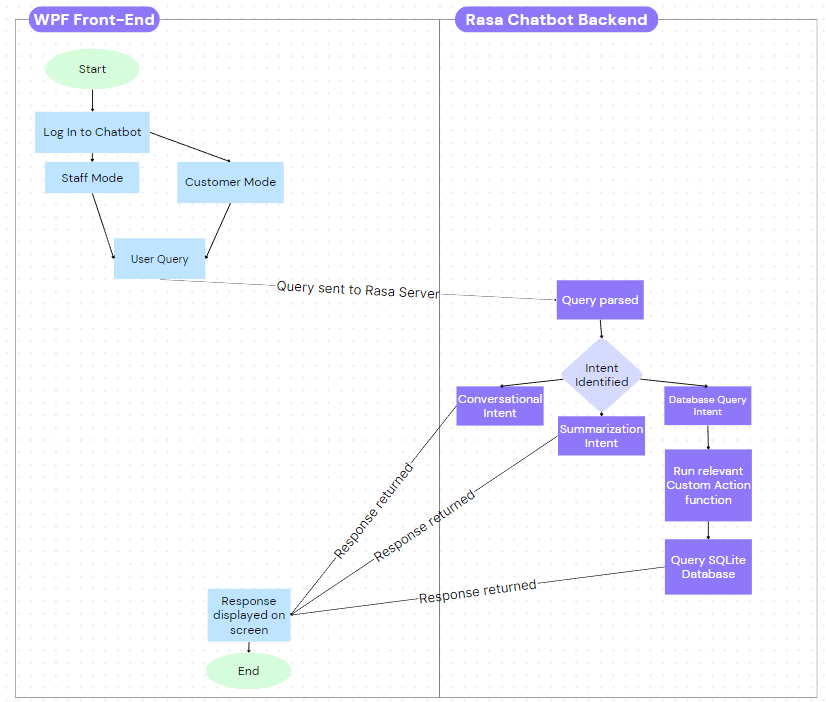 WPF Front-End
Rasa Chatbot Backend
Start
Log In to Chatbot
Staff Mode
Customer Mode
User Query
Query sent to Rasa Server
Query parsed
Intent
Identified
Conversational
Intent
Summarization
Intent
Database Query
Intent
Run relevant
Custom Action
function
Query SQLite
Database
Response returned
Response returned
Response returned
Response
displayed on
screen
End